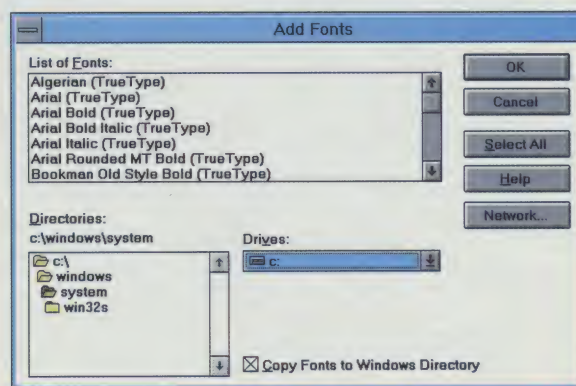 Add Fonts
List of Fonts:
Algerian (TrueType)
Arial (TrueType)
Arial Bold (TrueType)
Arial Bold Italic (TrueType)
Arial Italic (TrueType)
Arial Rounded MT Bold (TrueType)
Bookman Old Style Bold (TrueType)
OK
Cancel
Select All
Help
Network...
Directories:
c:\windows\system
c:\
windows
system
win32s
Drives:
c:
Copy Fonts to Windows Directory